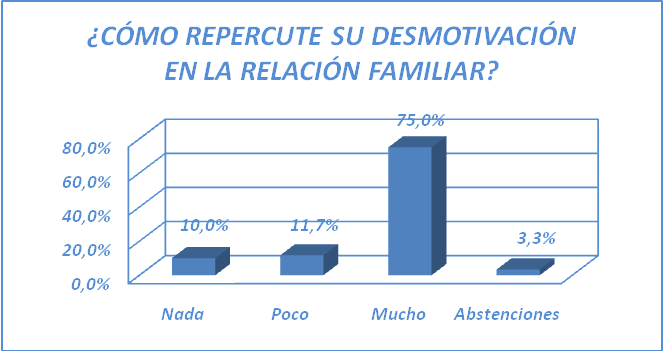 ¿CÓMO REPERCUTE SU DESMOTIVACIÓN
EN LA RELACIÓN FAMILIAR?
75,0%
80,0%
60,0%
40,0%
20,0%
0,0%
10,0%
11,7%
3,3%
Nada
Poco
Mucho
Abstenciones